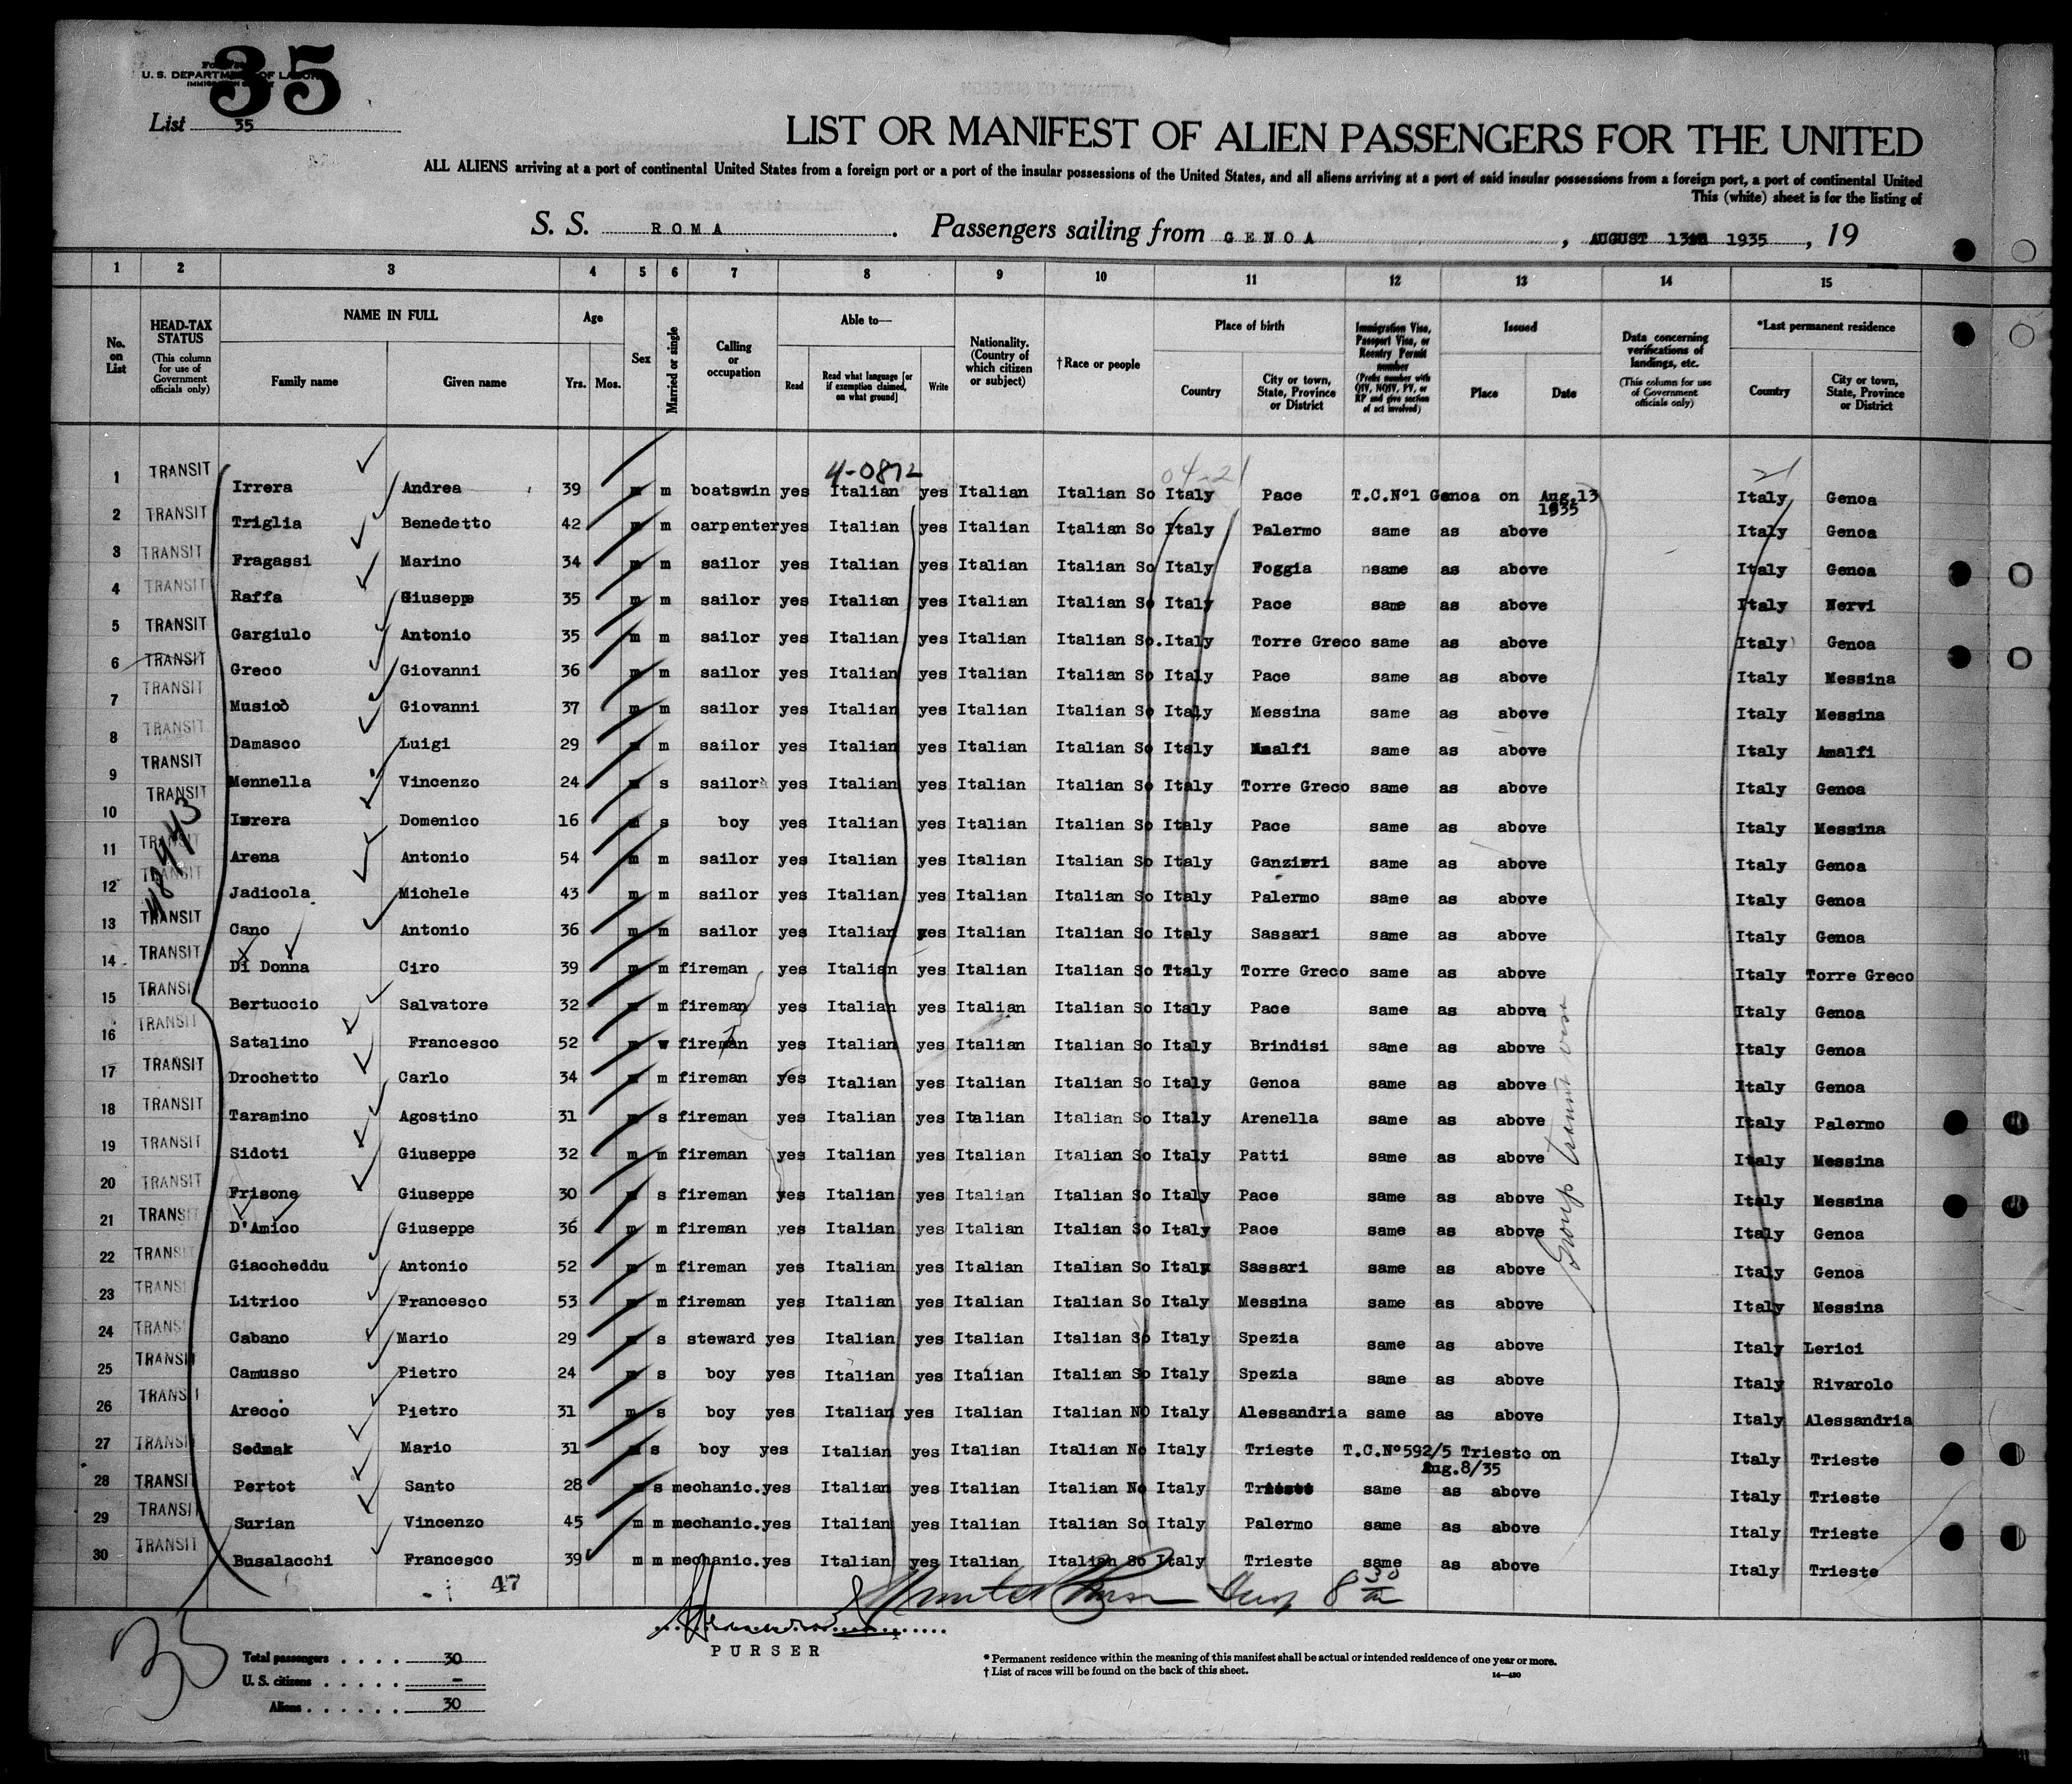 35
U. S. DEPARTMENT OF LABOR
List 35
LIST OR MANIFEST OF ALIEN PASSENGERS FOR THE UNITED
ALL ALIENS arriving at a port of continental United States from a foreign port or a port of the insular possessions of the United States, and all aliens arriving at a port of said insular possessions from a foreign port, a port of continental United
This (white) sheet is for the listing of
S. S. ROMA. Passengers sailing from GENOA, AUGUST 13 1935, 19
1 2 3 4 5 6 7 8 9 10 11 12 13 14 15
No. on List
HEAD-TAX STATUS (This column for use of Government officials only)
NAME IN FULL
Family name Given name
Age
Yrs. Mos.
Sex
Married or single
Calling or occupation
Able to—
Read
Read what language [or if exemption claimed, on what ground]
Write
Nationality. (Country of which citizen or subject)
†Race or people
Place of birth
Country
City or town, State, Province or District
Immigration Visa, Passport Visa, or Reentry Permit number (Prefix number with QIV, NQIV, PV, or RP and give section of act involved)
Issued
Place Date
Data concerning verifications of landings, etc. (This column for use of Government officials only)
*Last permanent residence
Country
City or town, State, Province or District
4-0872 04-21 21
1 TRANSIT Irrera Andrea 39 m m boatswin yes Italian yes Italian Italian So Italy Pace T.C.Nº1 Genoa on Aug.13 1935 Italy Genoa
2 TRANSIT Triglia Benedetto 42 m m carpenter yes Italian yes Italian Italian So Italy Palermo same as above Italy Genoa
3 TRANSIT Fragassi Marino 34 m m sailor yes Italian yes Italian Italian So Italy Foggia same as above Italy Genoa
4 TRANSIT Raffa Giuseppe 35 m m sailor yes Italian yes Italian Italian So Italy Pace same as above Italy Nervi
5 TRANSIT Gargiulo Antonio 35 m m sailor yes Italian yes Italian Italian So. Italy Torre Greco same as above Italy Genoa
6 TRANSIT Greco Giovanni 36 m m sailor yes Italian yes Italian Italian So Italy Pace same as above Italy Messina
7 TRANSIT Musicò Giovanni 37 m m sailor yes Italian yes Italian Italian So Italy Messina same as above Italy Messina
8 TRANSIT Damasco Luigi 29 m m sailor yes Italian yes Italian Italian So Italy Amalfi same as above Italy Amalfi
9 TRANSIT Mennella Vincenzo 24 m s sailor yes Italian yes Italian Italian So Italy Torre Greco same as above Italy Genoa
10 TRANSIT Irrera Domenico 16 m s boy yes Italian yes Italian Italian So Italy Pace same as above Italy Messina
11 TRANSIT Arena Antonio 54 m m sailor yes Italian yes Italian Italian So Italy Ganzirri same as above Italy Genoa
12 TRANSIT Jadicola Michele 43 m m sailor yes Italian yes Italian Italian So Italy Palermo same as above Italy Genoa
13 TRANSIT Cano Antonio 36 m m sailor yes Italian yes Italian Italian So Italy Sassari same as above Italy Genoa
14 TRANSIT Di Donna Ciro 39 m m fireman yes Italian yes Italian Italian So Italy Torre Greco same as above Italy Torre Greco
15 TRANSIT Bertuccio Salvatore 32 m m fireman yes Italian yes Italian Italian So Italy Pace same as above Italy Genoa
16 TRANSIT Satalino Francesco 52 m w fireman yes Italian yes Italian Italian So Italy Brindisi same as above Italy Genoa
17 TRANSIT Drochetto Carlo 34 m m fireman yes Italian yes Italian Italian So Italy Genoa same as above Italy Genoa
18 TRANSIT Taramino Agostino 31 m s fireman yes Italian yes Italian Italian So Italy Arenella same as above Italy Palermo
19 TRANSIT Sidoti Giuseppe 32 m m fireman yes Italian yes Italian Italian So Italy Patti same as above Italy Messina
20 TRANSIT Frisone Giuseppe 30 m s fireman yes Italian yes Italian Italian So Italy Pace same as above Italy Messina
21 TRANSIT D'Amico Giuseppe 36 m m fireman yes Italian yes Italian Italian So Italy Pace same as above Italy Genoa
22 TRANSIT Giaccheddu Antonio 52 m m fireman yes Italian yes Italian Italian So Italy Sassari same as above Italy Genoa
23 TRANSIT Litrico Francesco 53 m m fireman yes Italian yes Italian Italian So Italy Messina same as above Italy Messina
24 TRANSIT Cabano Mario 29 m s steward yes Italian yes Italian Italian So Italy Spezia same as above Italy Lerici
25 TRANSIT Camusso Pietro 24 m s boy yes Italian yes Italian Italian So Italy Spezia same as above Italy Rivarolo
26 TRANSIT Arecco Pietro 31 m s boy yes Italian yes Italian Italian NO Italy Alessandria same as above Italy Alessandria
27 TRANSIT Sedmak Mario 31 m s boy yes Italian yes Italian Italian No Italy Trieste T.C.Nº592/5 Trieste on Aug.8/35 Italy Trieste
28 TRANSIT Pertot Santo 28 m s mechanic. yes Italian yes Italian Italian No Italy Trieste same as above Italy Trieste
29 TRANSIT Surian Vincenzo 45 m m mechanic. yes Italian yes Italian Italian So Italy Palermo same as above Italy Trieste
30 TRANSIT Busalacchi Francesco 39 m m mechanic. yes Italian yes Italian Italian So Italy Trieste same as above Italy Trieste
Group transit visa
47
35
PURSER
Total passengers . . . . 30
U. S. citizens . . . . . —
Aliens . . . . . . 30
* Permanent residence within the meaning of this manifest shall be actual or intended residence of one year or more.
† List of races will be found on the back of this sheet.
14—430